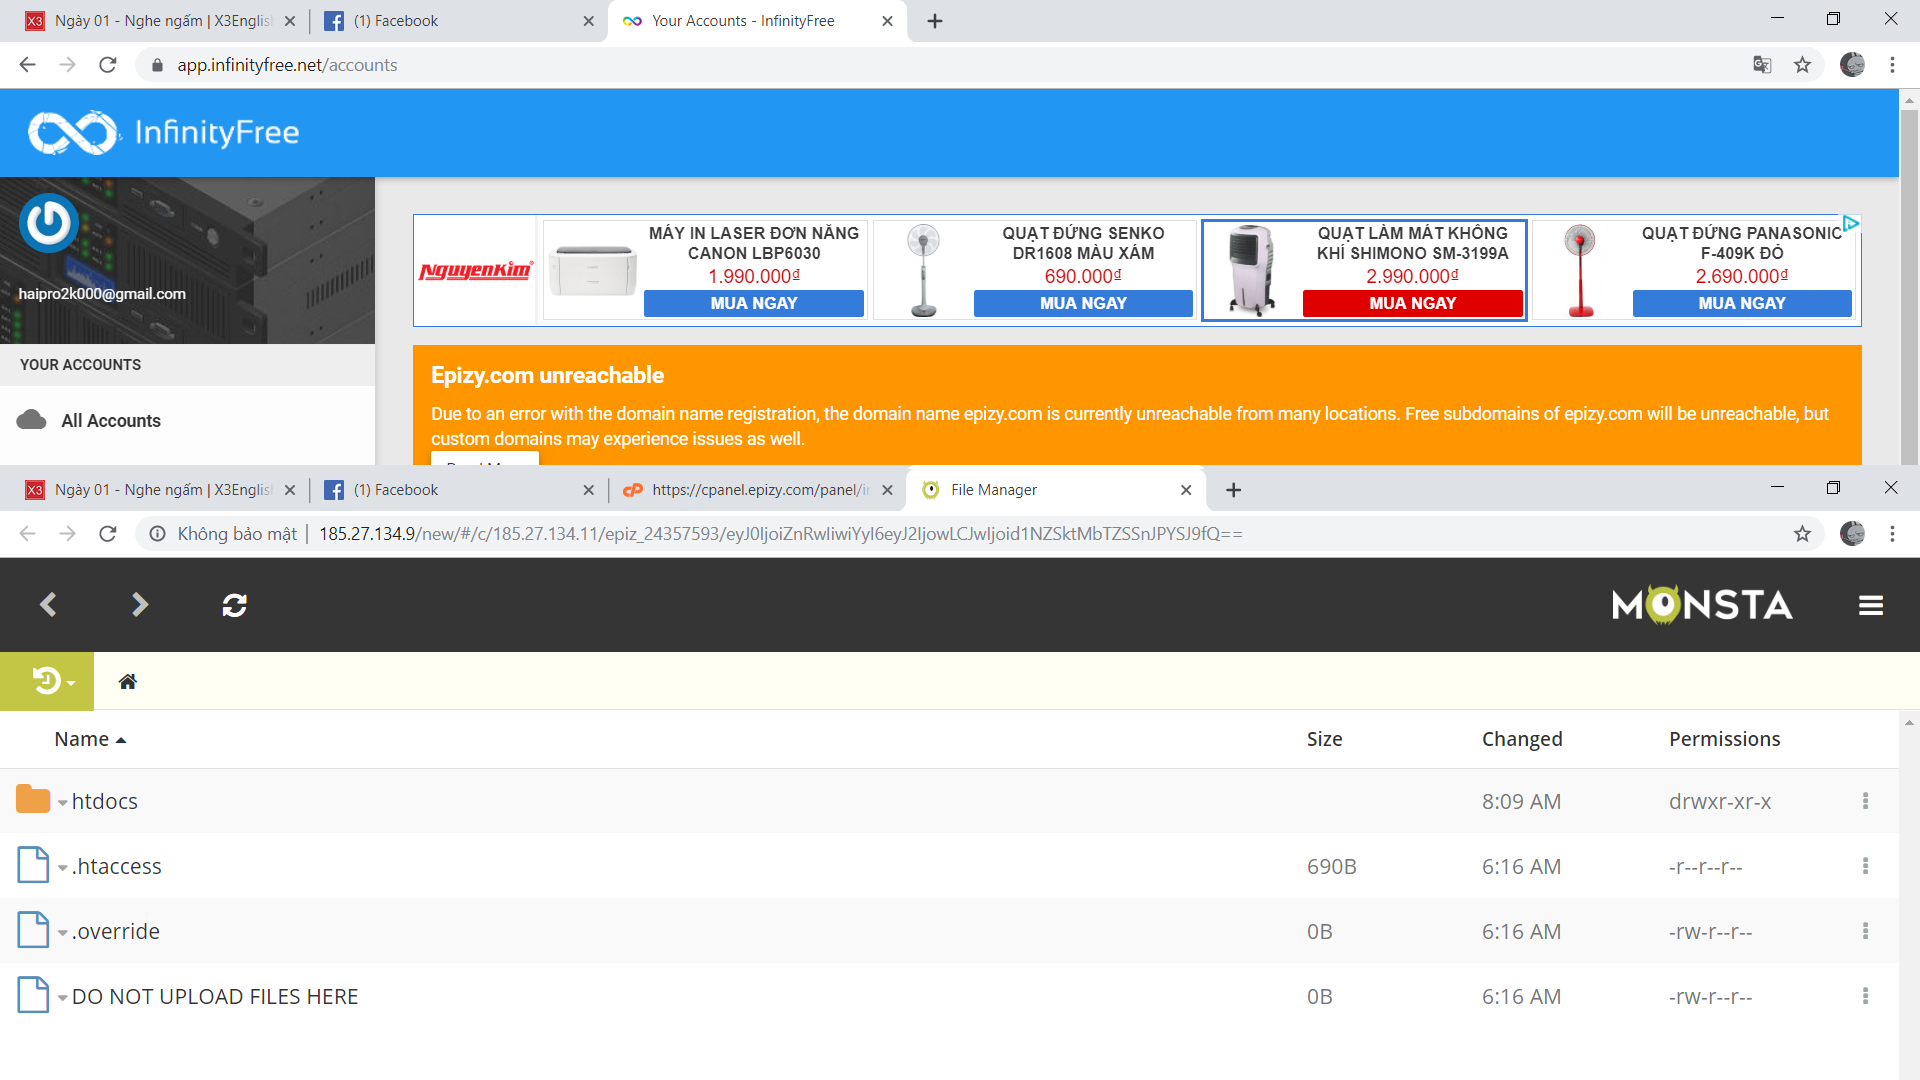 Ngày 01 - Nghe ngấm | X3Englis
(1) Facebook
Your Accounts - InfinityFree
app.infinityfree.net/accounts
InfinityFree
haipro2k000@gmail.com
YOUR ACCOUNTS
All Accounts
NguyenKim
MÁY IN LASER ĐƠN NĂNG
CANON LBP6030
1.990.000₫
MUA NGAY
QUẠT ĐỨNG SENKO
DR1608 MÀU XÁM
690.000₫
MUA NGAY
QUẠT LÀM MÁT KHÔNG
KHÍ SHIMONO SM-3199A
2.990.000₫
MUA NGAY
QUẠT ĐỨNG PANASONIC
F-409K ĐỎ
2.690.000₫
MUA NGAY
Epizy.com unreachable
Due to an error with the domain name registration, the domain name epizy.com is currently unreachable from many locations. Free subdomains of epizy.com will be unreachable, but
custom domains may experience issues as well.
Ngày 01 - Nghe ngấm | X3Englis
(1) Facebook
https://cpanel.epizy.com/panel/in
File Manager
Không bảo mật | 185.27.134.9/new/#/c/185.27.134.11/epiz_24357593/eyJ0IjoiZnRwIiwiYyI6eyJ2IjowLCJwIjoid1NZSktMbTZSSnJPYSJ9fQ==
MONSTA
Name Size Changed Permissions
htdocs 8:09 AM drwxr-xr-x
.htaccess 690B 6:16 AM -r--r--r--
.override 0B 6:16 AM -rw-r--r--
DO NOT UPLOAD FILES HERE 0B 6:16 AM -rw-r--r--